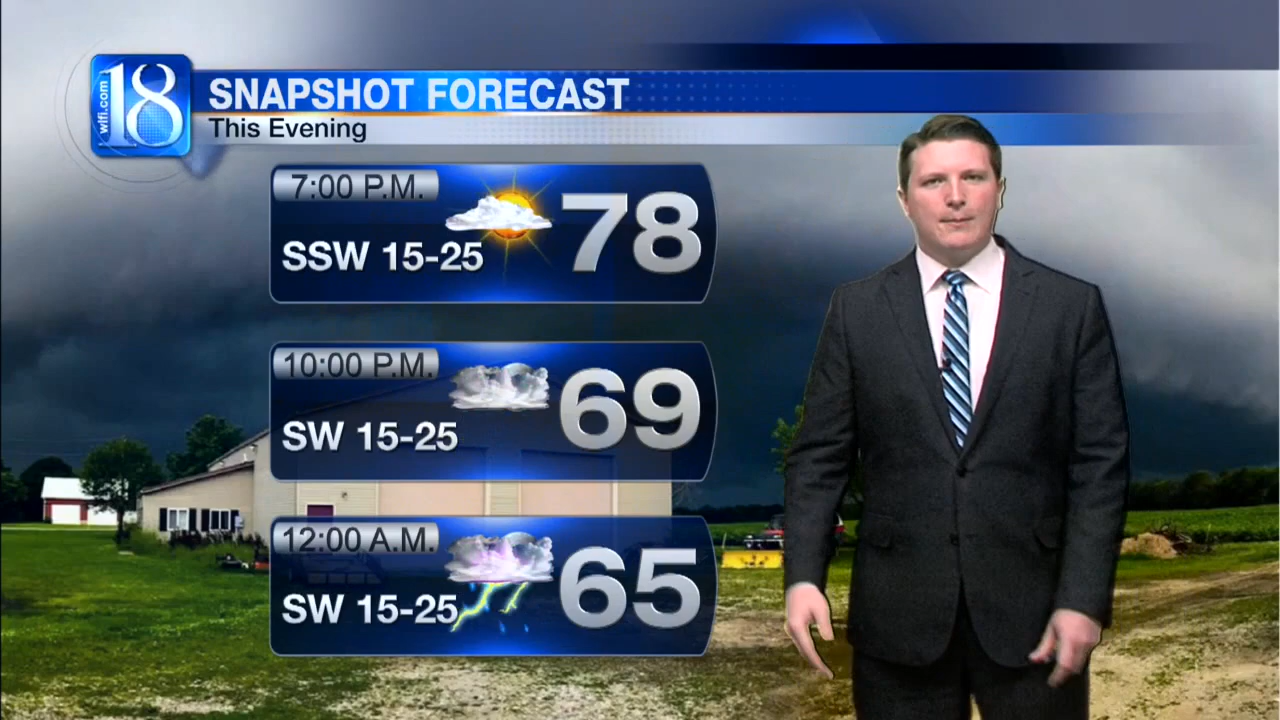 wlfi.com
18
SNAPSHOT FORECAST
This Evening
7:00 P.M.
SSW 15-25
78
10:00 P.M.
SW 15-25
69
12:00 A.M.
SW 15-25
65